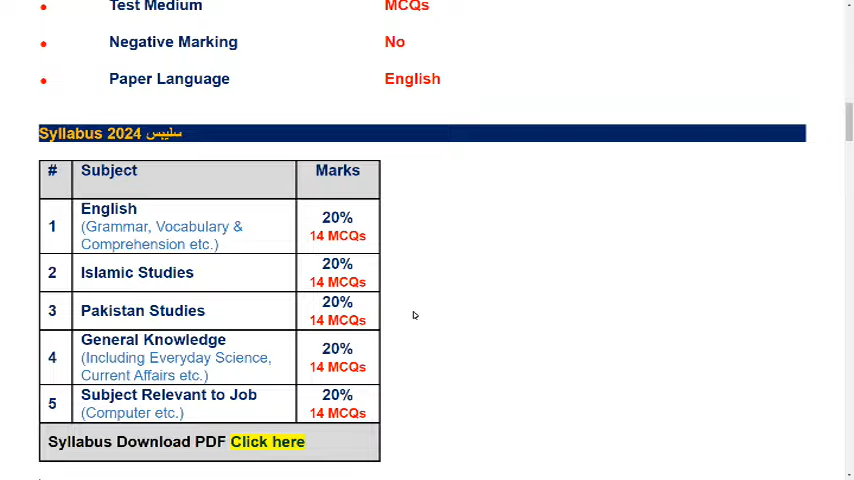 Test Medium MCQs
Negative Marking No
Paper Language English
Syllabus 2024 سلیبس
# Subject Marks
1 English 20%
(Grammar, Vocabulary & 14 MCQs
Comprehension etc.)
2 Islamic Studies 20%
14 MCQs
3 Pakistan Studies 20%
14 MCQs
4 General Knowledge 20%
(Including Everyday Science, 14 MCQs
Current Affairs etc.)
5 Subject Relevant to Job 20%
(Computer etc.) 14 MCQs
Syllabus Download PDF Click here